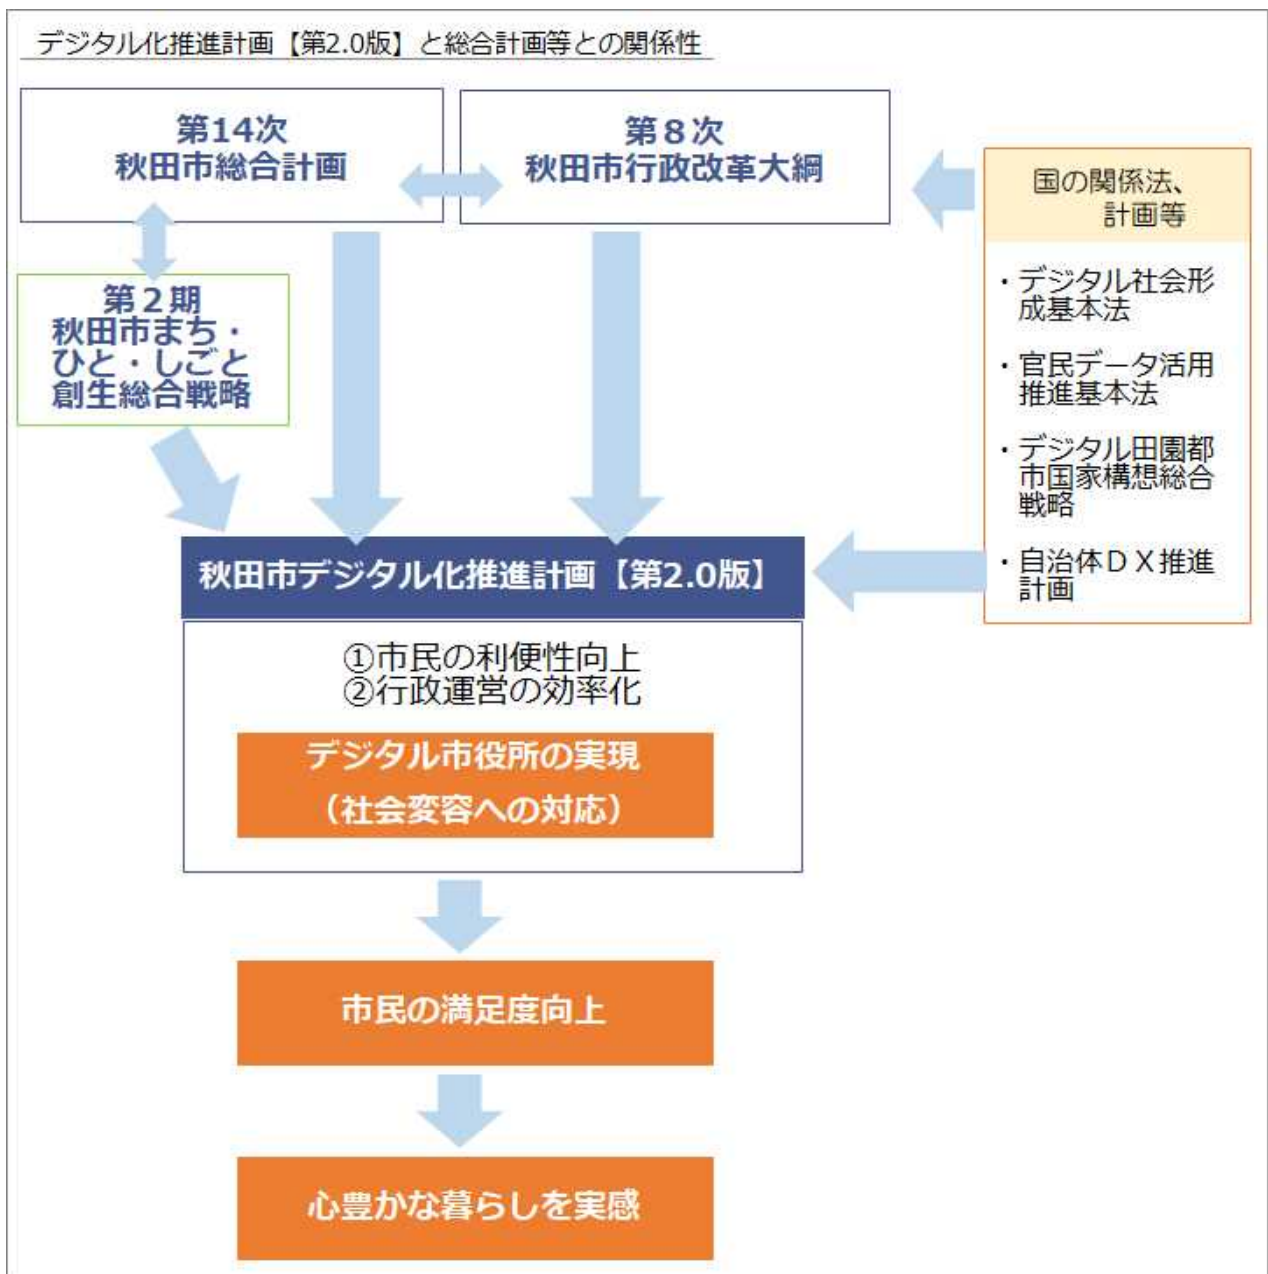 デジタル化推進計画【第2.0版】と総合計画等との関係性
第14次
秋田市総合計画
第８次
秋田市行政改革大綱
国の関係法、
計画等
・デジタル社会形
成基本法
・官民データ活用
推進基本法
・デジタル田園都
市国家構想総合
戦略
・自治体ＤＸ推進
計画
第２期
秋田市まち・
ひと・しごと
創生総合戦略
秋田市デジタル化推進計画【第2.0版】
①市民の利便性向上
②行政運営の効率化
デジタル市役所の実現
（社会変容への対応）
市民の満足度向上
心豊かな暮らしを実感